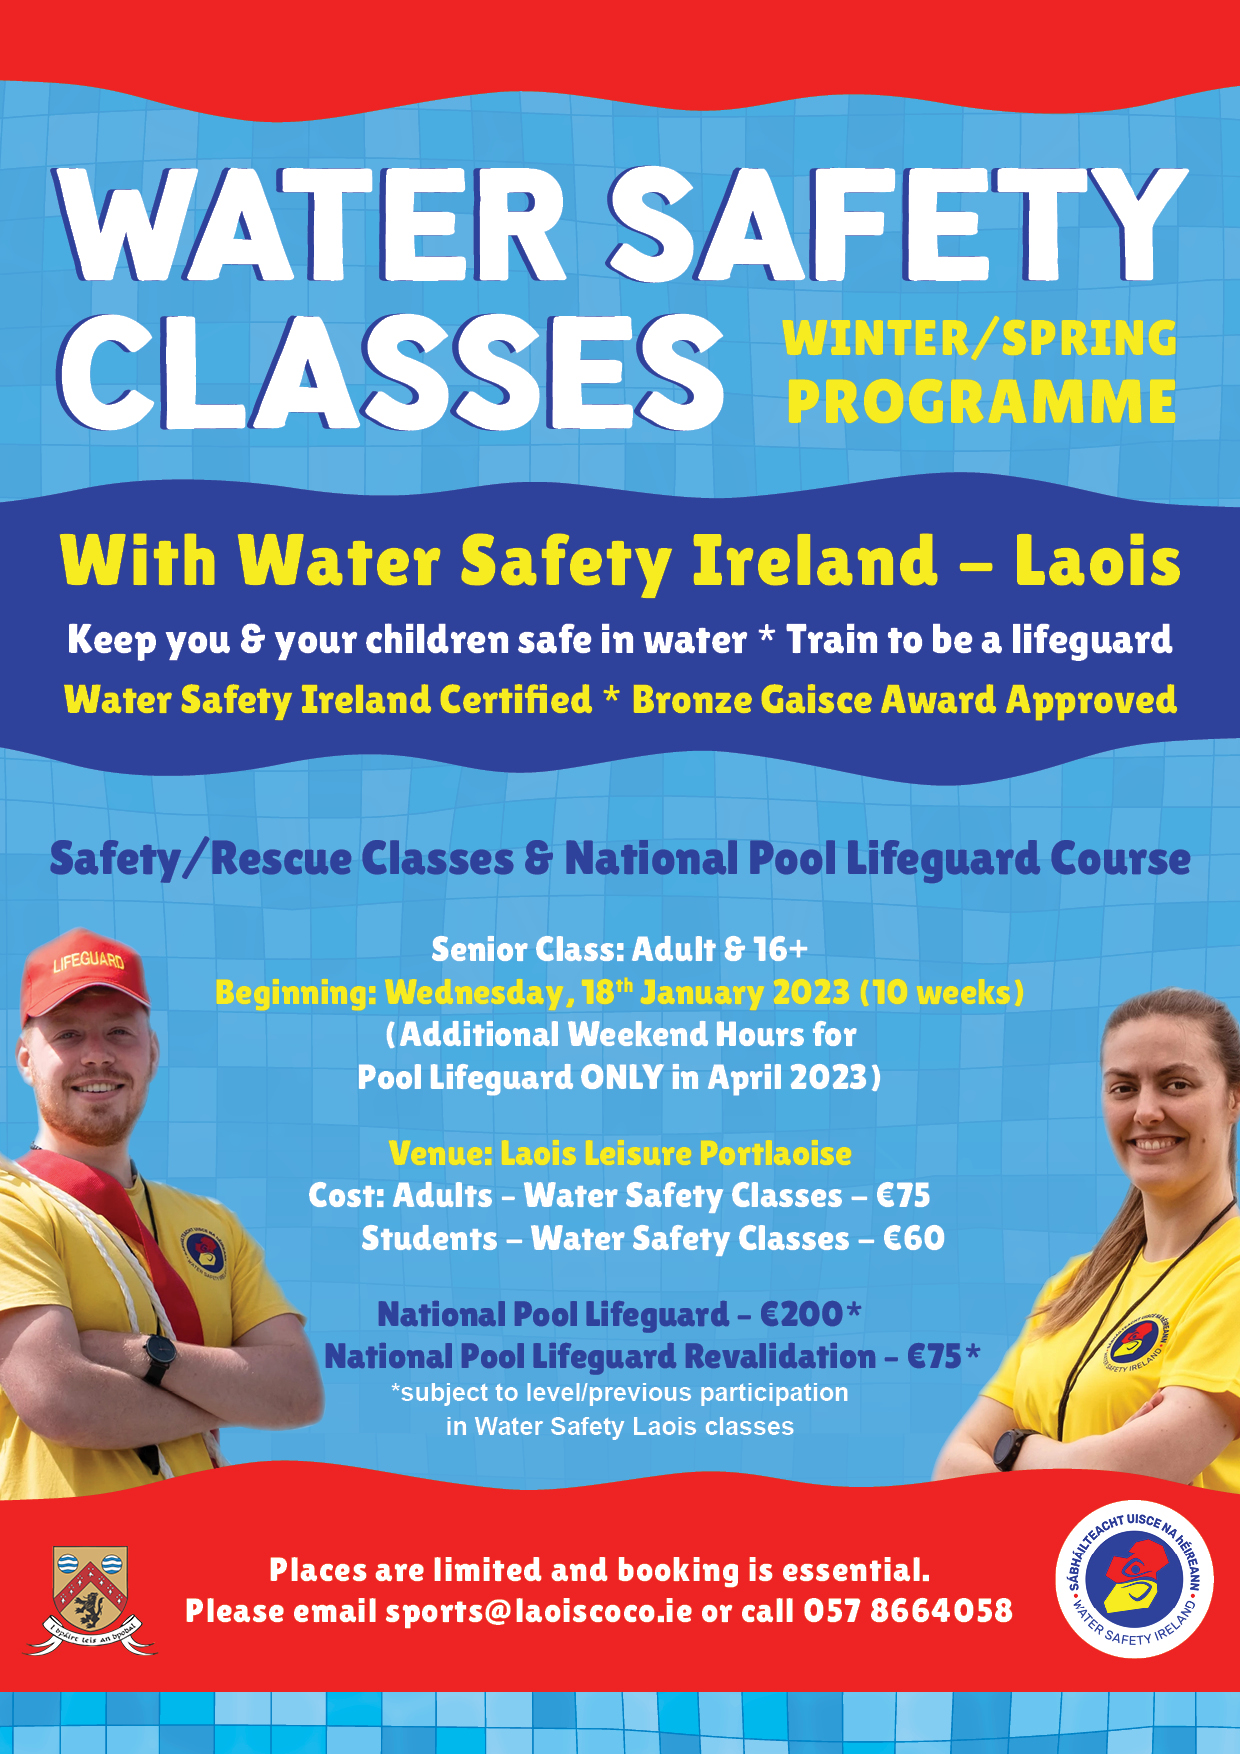 WATER SAFETY
CLASSES
WINTER/SPRING
PROGRAMME
With Water Safety Ireland – Laois
Keep you & your children safe in water * Train to be a lifeguard
Water Safety Ireland Certified * Bronze Gaisce Award Approved
Safety/Rescue Classes & National Pool Lifeguard Course
LIFEGUARD
Senior Class: Adult & 16+
Beginning: Wednesday, 18th January 2023 (10 weeks)
(Additional Weekend Hours for
Pool Lifeguard ONLY in April 2023)
Venue: Laois Leisure Portlaoise
Cost: Adults – Water Safety Classes – €75
Students – Water Safety Classes – €60
National Pool Lifeguard – €200*
National Pool Lifeguard Revalidation – €75*
*subject to level/previous participation
in Water Safety Laois classes
Places are limited and booking is essential.
Please email sports@laoiscoco.ie or call 057 8664058
I bpáirt leis an bpobal
SÁBHÁILTEACHT UISCE NA hÉIREANN
• WATER SAFETY IRELAND •